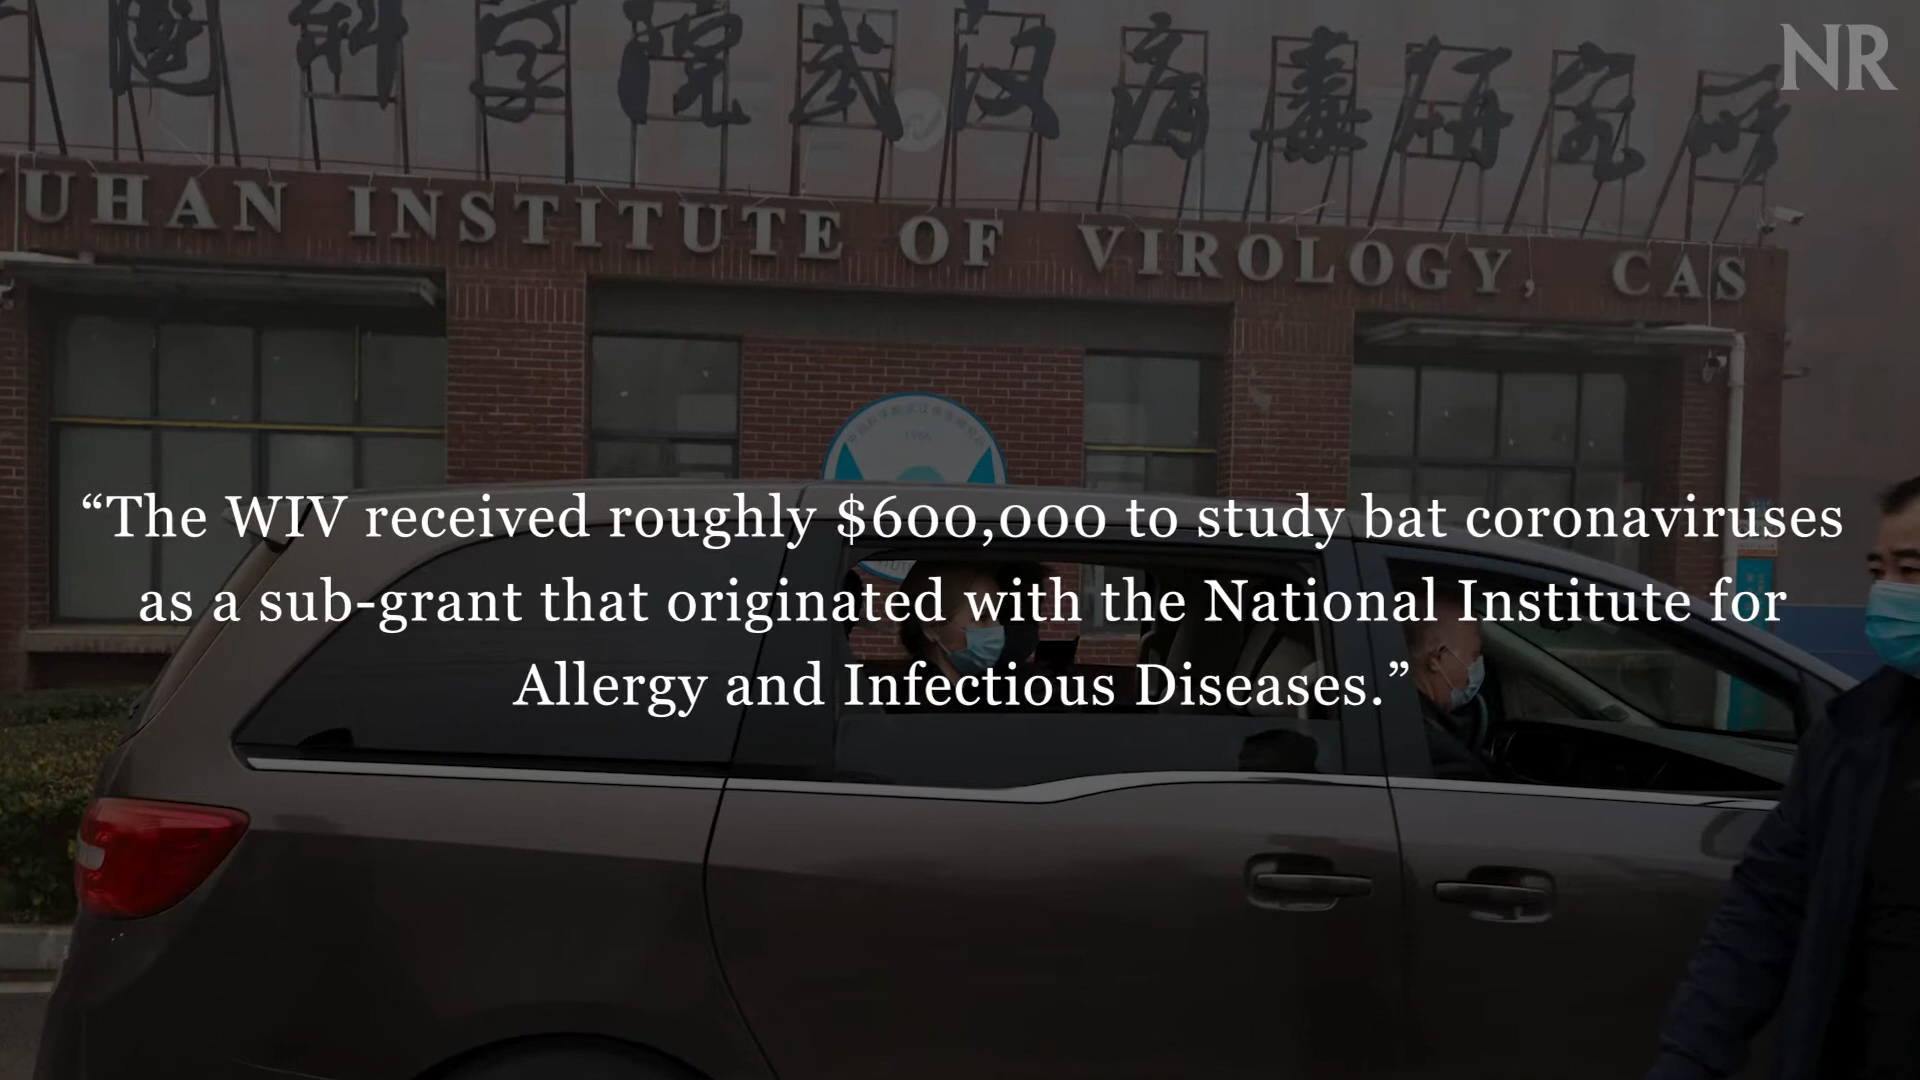 NR
國科学院武汉病毒研究所
UHAN INSTITUTE OF VIROLOGY, CAS
1956
“The WIV received roughly $600,000 to study bat coronaviruses
as a sub-grant that originated with the National Institute for
Allergy and Infectious Diseases.”